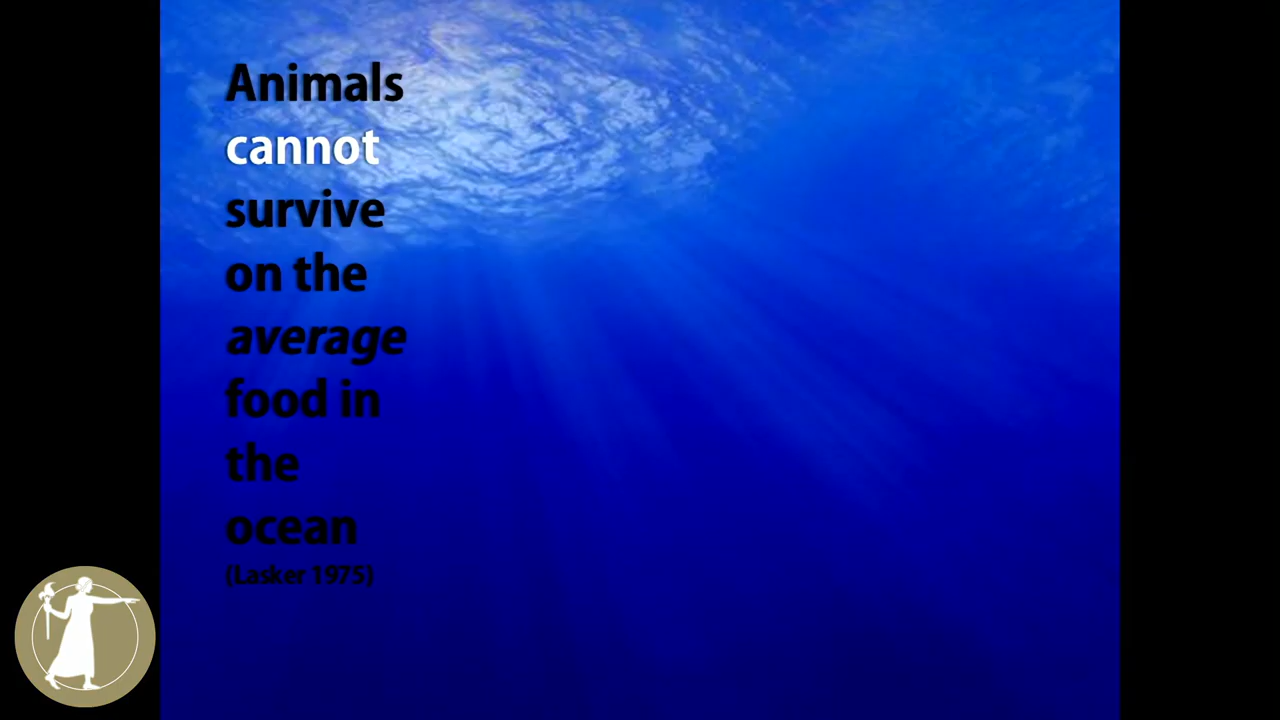 Animals
cannot
survive
on the
average
food in
the
ocean
(Lasker 1975)